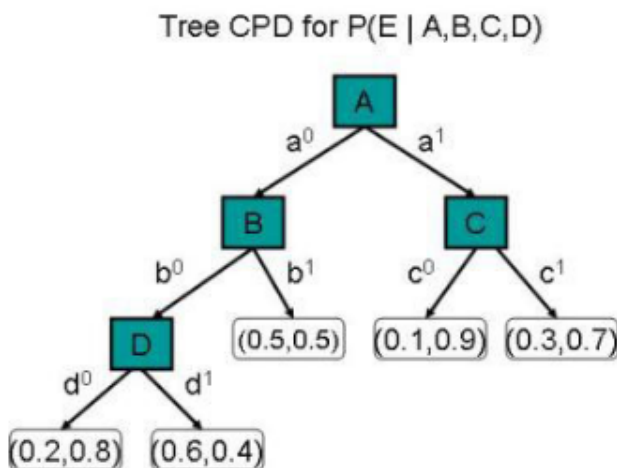 Tree CPD for P(E | A,B,C,D)
A
a⁰ a¹
B C
b⁰ b¹ c⁰ c¹
D (0.5,0.5) (0.1,0.9) (0.3,0.7)
d⁰ d¹
(0.2,0.8) (0.6,0.4)